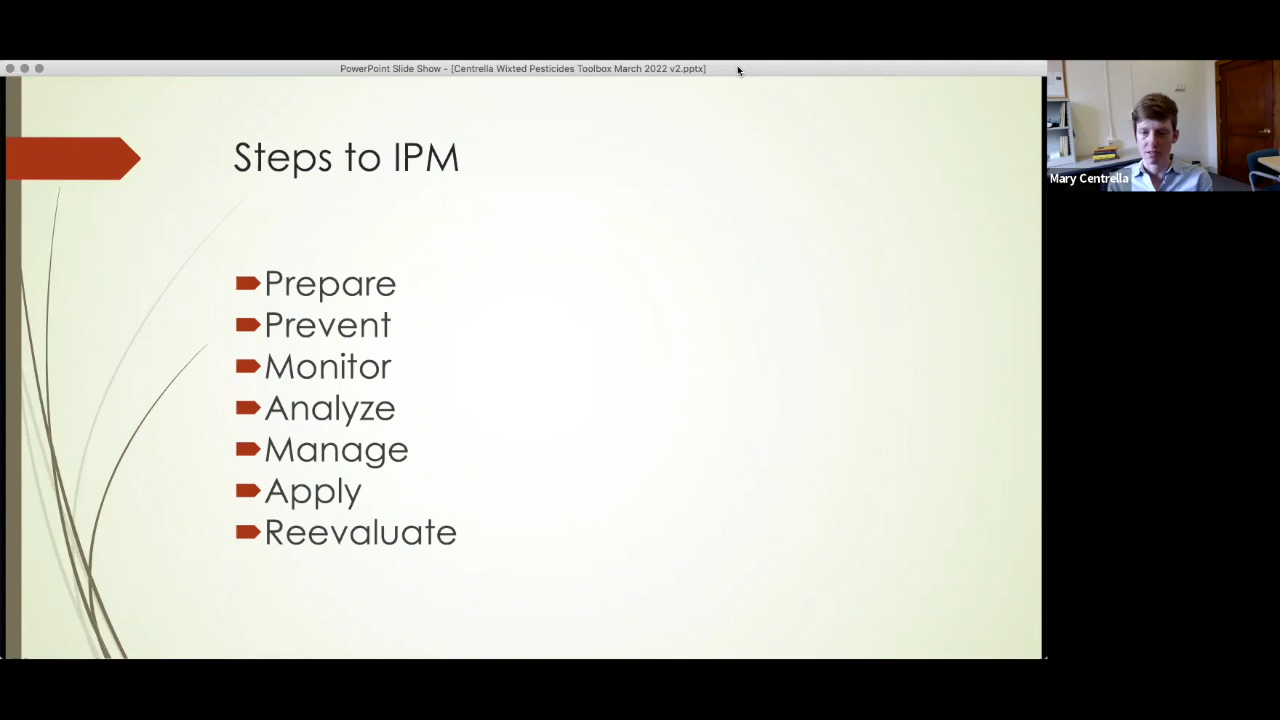 PowerPoint Slide Show - [Centrella Wixted Pesticides Toolbox March 2022 v2.pptx]
Steps to IPM
Prepare
Prevent
Monitor
Analyze
Manage
Apply
Reevaluate
Mary Centrella